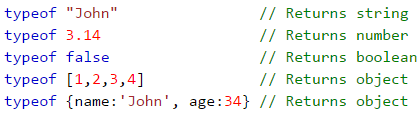 typeof "John"                // Returns string
typeof 3.14                  // Returns number
typeof false                 // Returns boolean
typeof [1,2,3,4]             // Returns object
typeof {name:'John', age:34} // Returns object